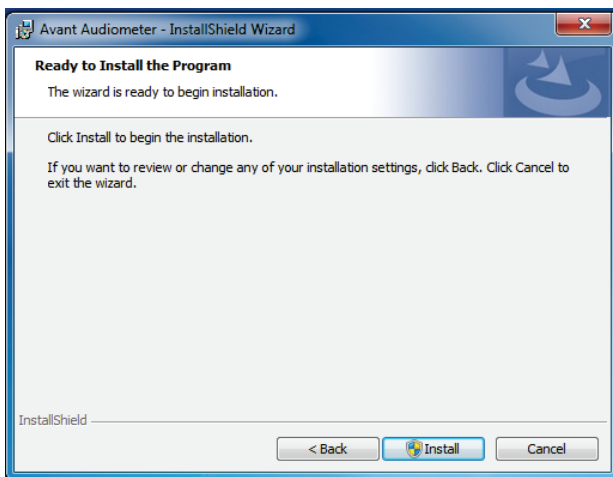 Avant Audiometer - InstallShield Wizard
Ready to Install the Program
The wizard is ready to begin installation.
Click Install to begin the installation.
If you want to review or change any of your installation settings, click Back. Click Cancel to
exit the wizard.
InstallShield
< Back
Install
Cancel